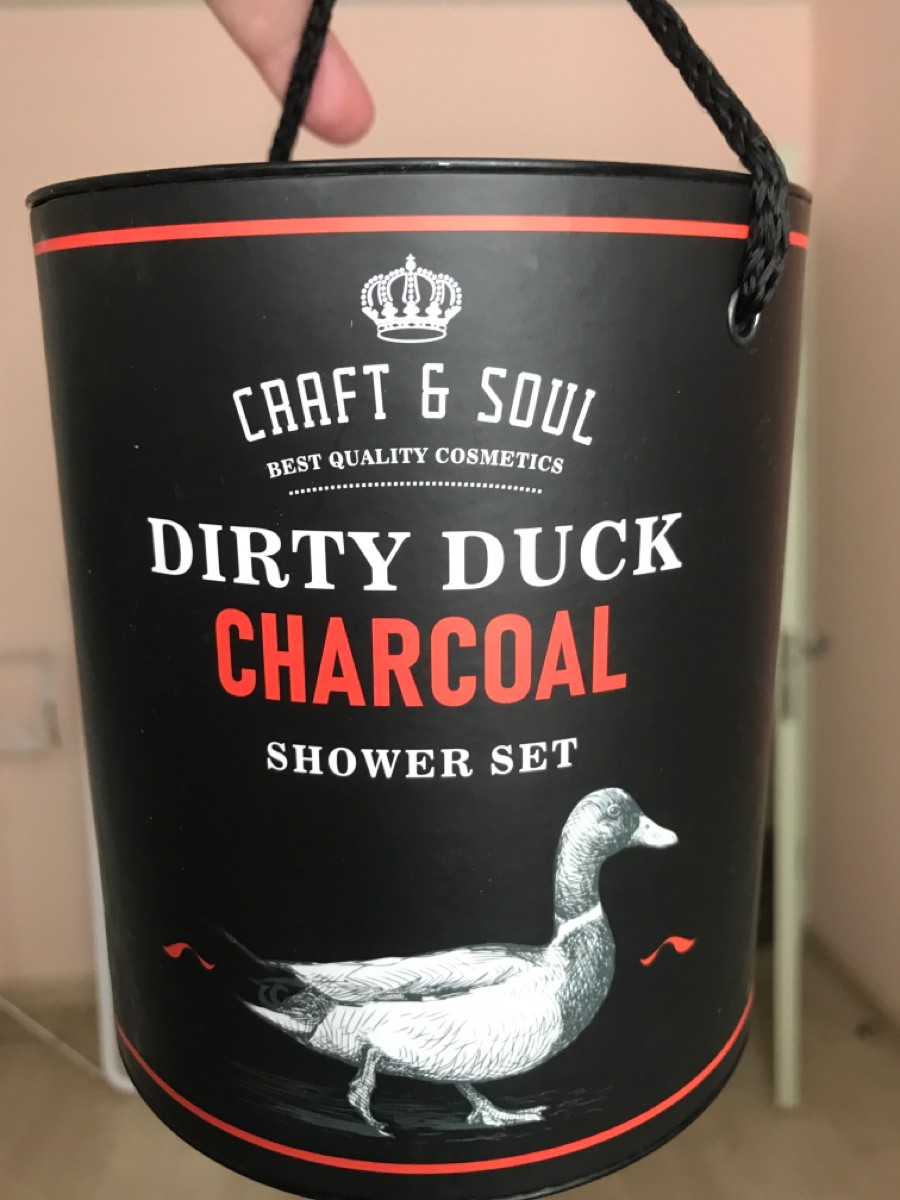 CRAFT & SOUL
BEST QUALITY COSMETICS
DIRTY DUCK
CHARCOAL
SHOWER SET